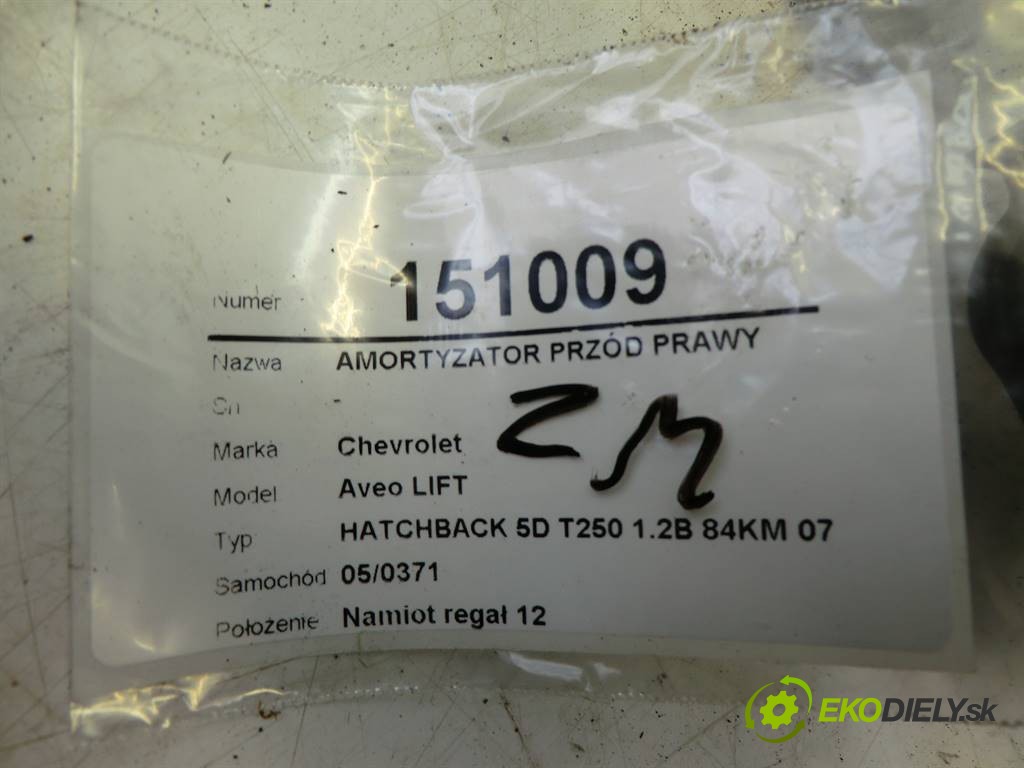 Numer 151009
Nazwa AMORTYZATOR PRZÓD PRAWY
Sn
Marka Chevrolet
Model Aveo LIFT
Typ HATCHBACK 5D T250 1.2B 84KM 07
Samochód 05/0371
Położenie Namiot regał 12
EKODIELY.sk